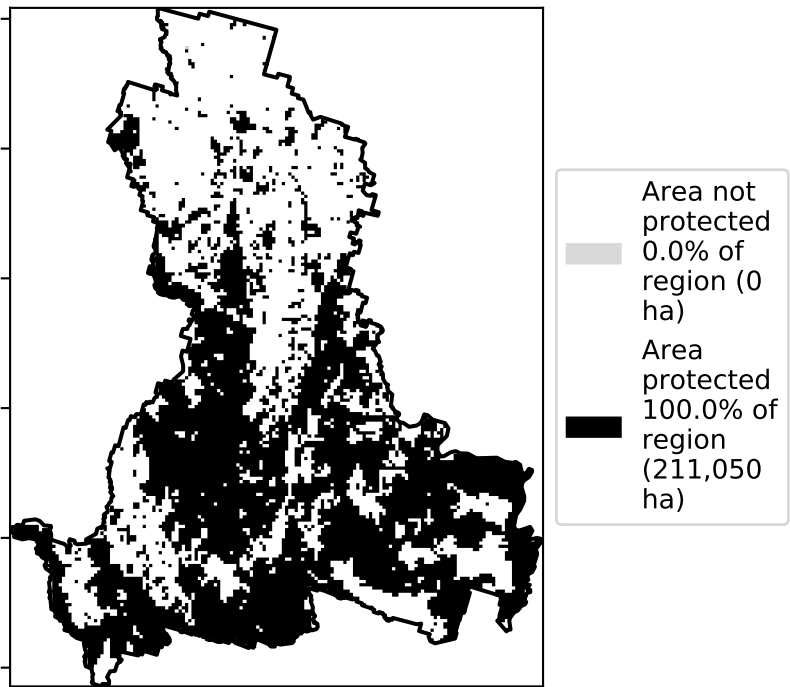 Area not
protected
0.0% of
region (0
ha)
Area
protected
100.0% of
region
(211,050
ha)